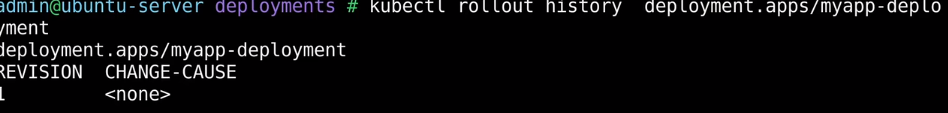 admin@ubuntu-server deployments # kubectl rollout history  deployment.apps/myapp-deplo
yment
deployment.apps/myapp-deployment
REVISION  CHANGE-CAUSE
1         <none>